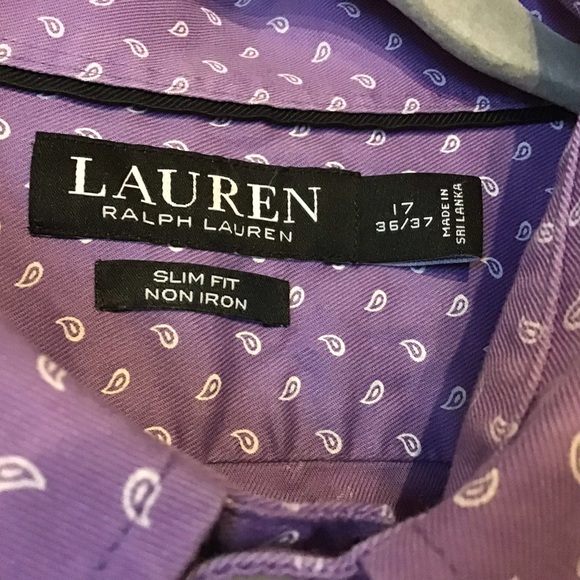 LAUREN
RALPH LAUREN
17
36/37
MADE IN
SRI LANKA
SLIM FIT
NON IRON